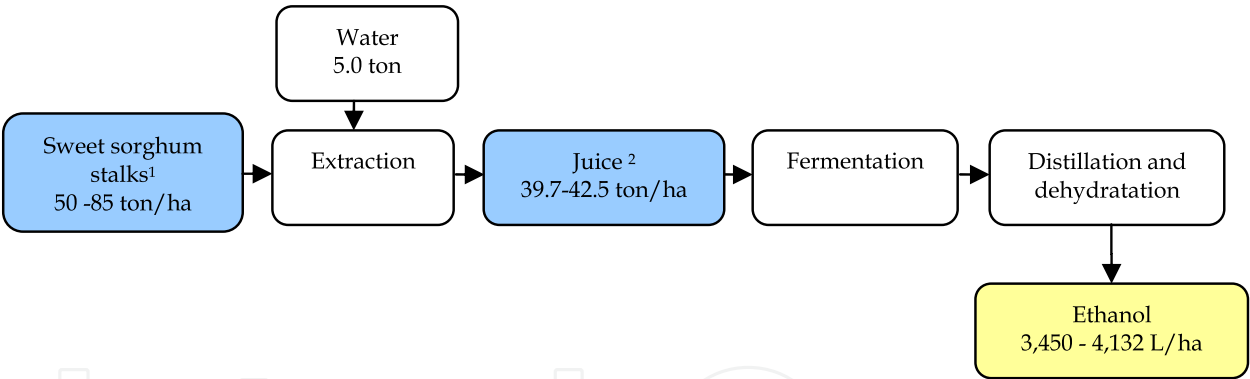 Water
5.0 ton
Sweet sorghum
stalks¹
50 -85 ton/ha
Extraction
Juice ²
39.7-42.5 ton/ha
Fermentation
Distillation and
dehydratation
Ethanol
3,450 - 4,132 L/ha